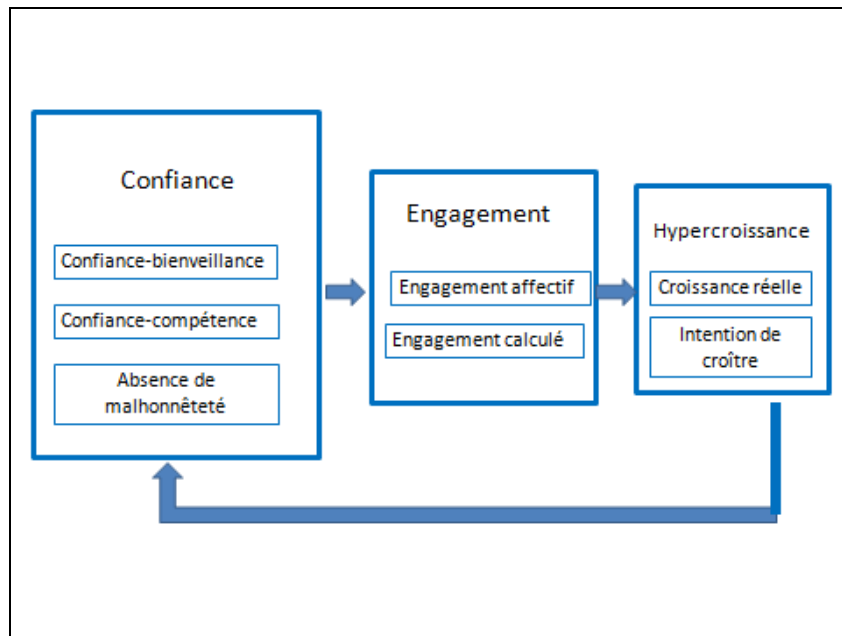 Confiance
Confiance-bienveillance
Confiance-compétence
Absence de
malhonnêteté
Engagement
Engagement affectif
Engagement calculé
Hypercroissance
Croissance réelle
Intention de
croître